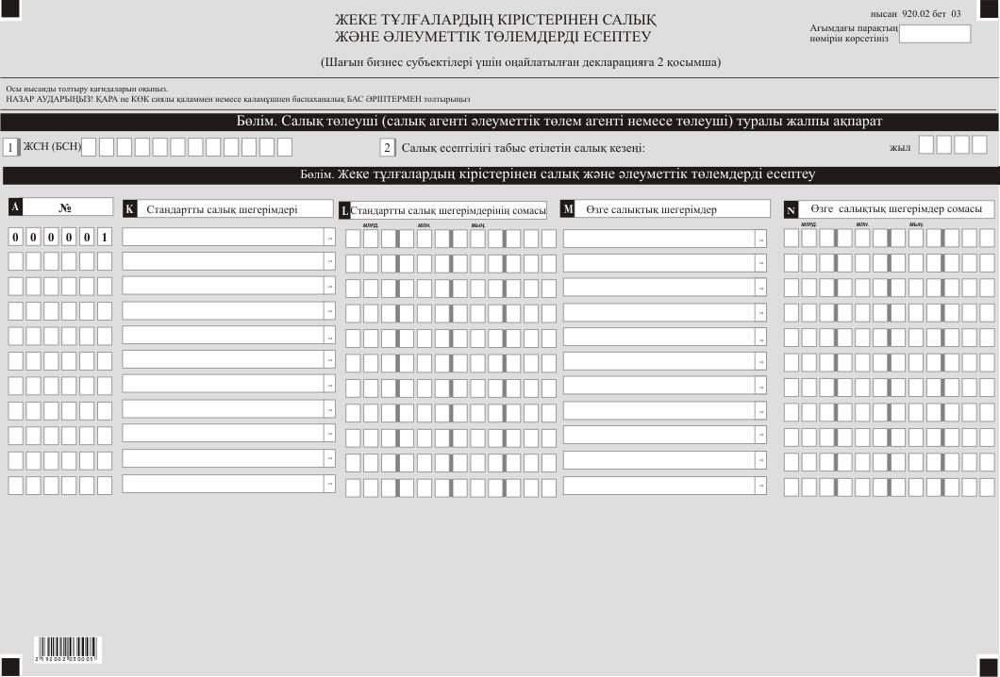 нысан 920.02 бет 03
ЖЕКЕ ТҰЛҒАЛАРДЫҢ КІРІСТЕРІНЕН САЛЫҚ
ЖӘНЕ ӘЛЕУМЕТТІК ТӨЛЕМДЕРДІ ЕСЕПТЕУ
Ағымдағы парақтың
нөмірін көрсетіңіз
(Шағын бизнес субъектілері үшін оңайлатылған декларацияға 2 қосымша)
Осы нысанды толтыру қағидаларын оқыңыз.
НАЗАР АУДАРЫҢЫЗ! ҚАРА не КӨК сиялы қаламмен немесе қаламұшпен баспаханалық БАС ӘРІПТЕРМЕН толтырыңыз
Бөлім. Салық төлеуші (салық агенті әлеуметтік төлем агенті немесе төлеуші) туралы жалпы ақпарат
1 ЖСН (БСН) 2 Салық есептілігі табыс етілетін салық кезеңі: жыл
Бөлім. Жеке тұлғалардың кірістерінен салық және әлеуметтік төлемдерді есептеу
A № K Стандартты салық шегерімдері L Стандартты салық шегерімдерінің сомасы M Өзге салықтық шегерімдер N Өзге салықтық шегерімдер сомасы
МЛРД. МЛН. МЫҢ. МЛРД. МЛН. МЫҢ.
0 0 0 0 0 1
2192002030005